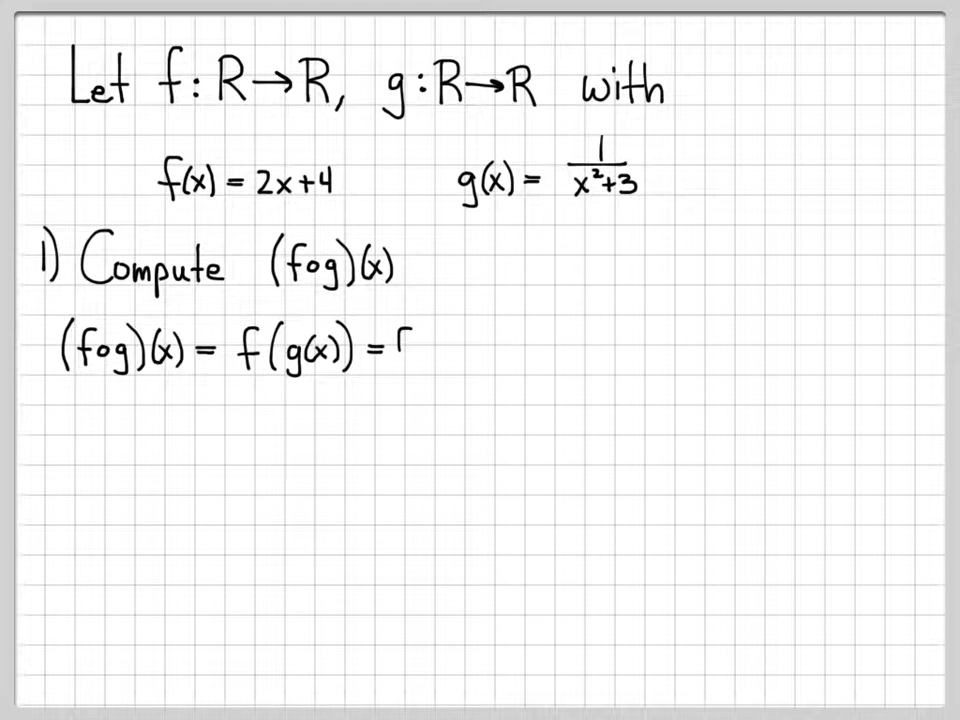 Let f: R→R, g: R→R with
f(x) = 2x+4    g(x) = 1/(x²+3)
1) Compute (f∘g)(x)
(f∘g)(x) = f(g(x)) =